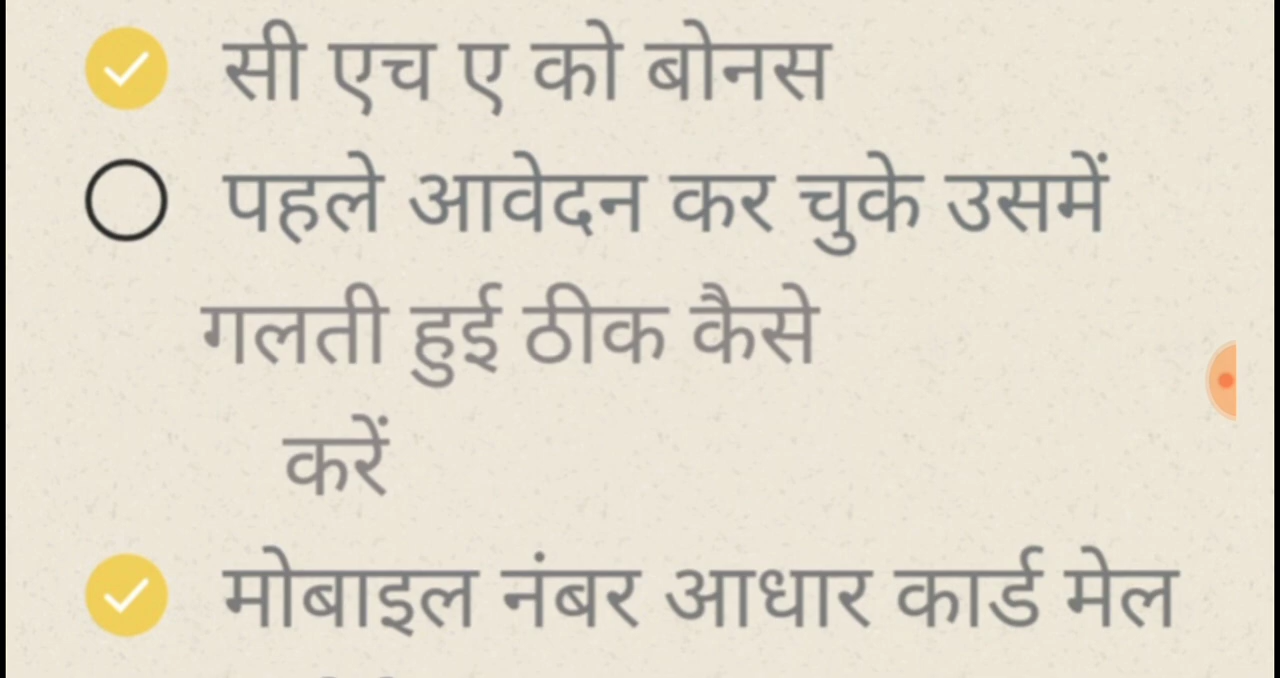 सी एच ए को बोनस
पहले आवेदन कर चुके उसमें
गलती हुई ठीक कैसे
करें
मोबाइल नंबर आधार कार्ड मेल